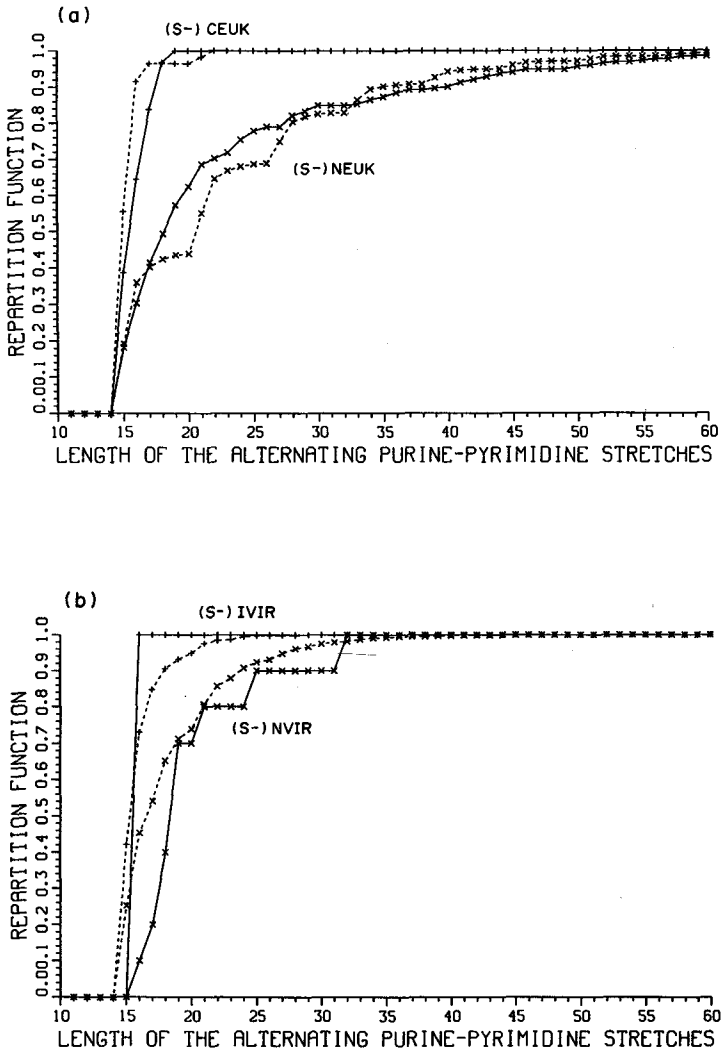 (a)
(S-) CEUK
(S-) NEUK
REPARTITION FUNCTION
0.0 0.1 0.2 0.3 0.4 0.5 0.6 0.7 0.8 0.9 1.0
10 15 20 25 30 35 40 45 50 55 60
LENGTH OF THE ALTERNATING PURINE-PYRIMIDINE STRETCHES
(b)
(S-) IVIR
(S-) NVIR
REPARTITION FUNCTION
0.0 0.1 0.2 0.3 0.4 0.5 0.6 0.7 0.8 0.9 1.0
10 15 20 25 30 35 40 45 50 55 60
LENGTH OF THE ALTERNATING PURINE-PYRIMIDINE STRETCHES